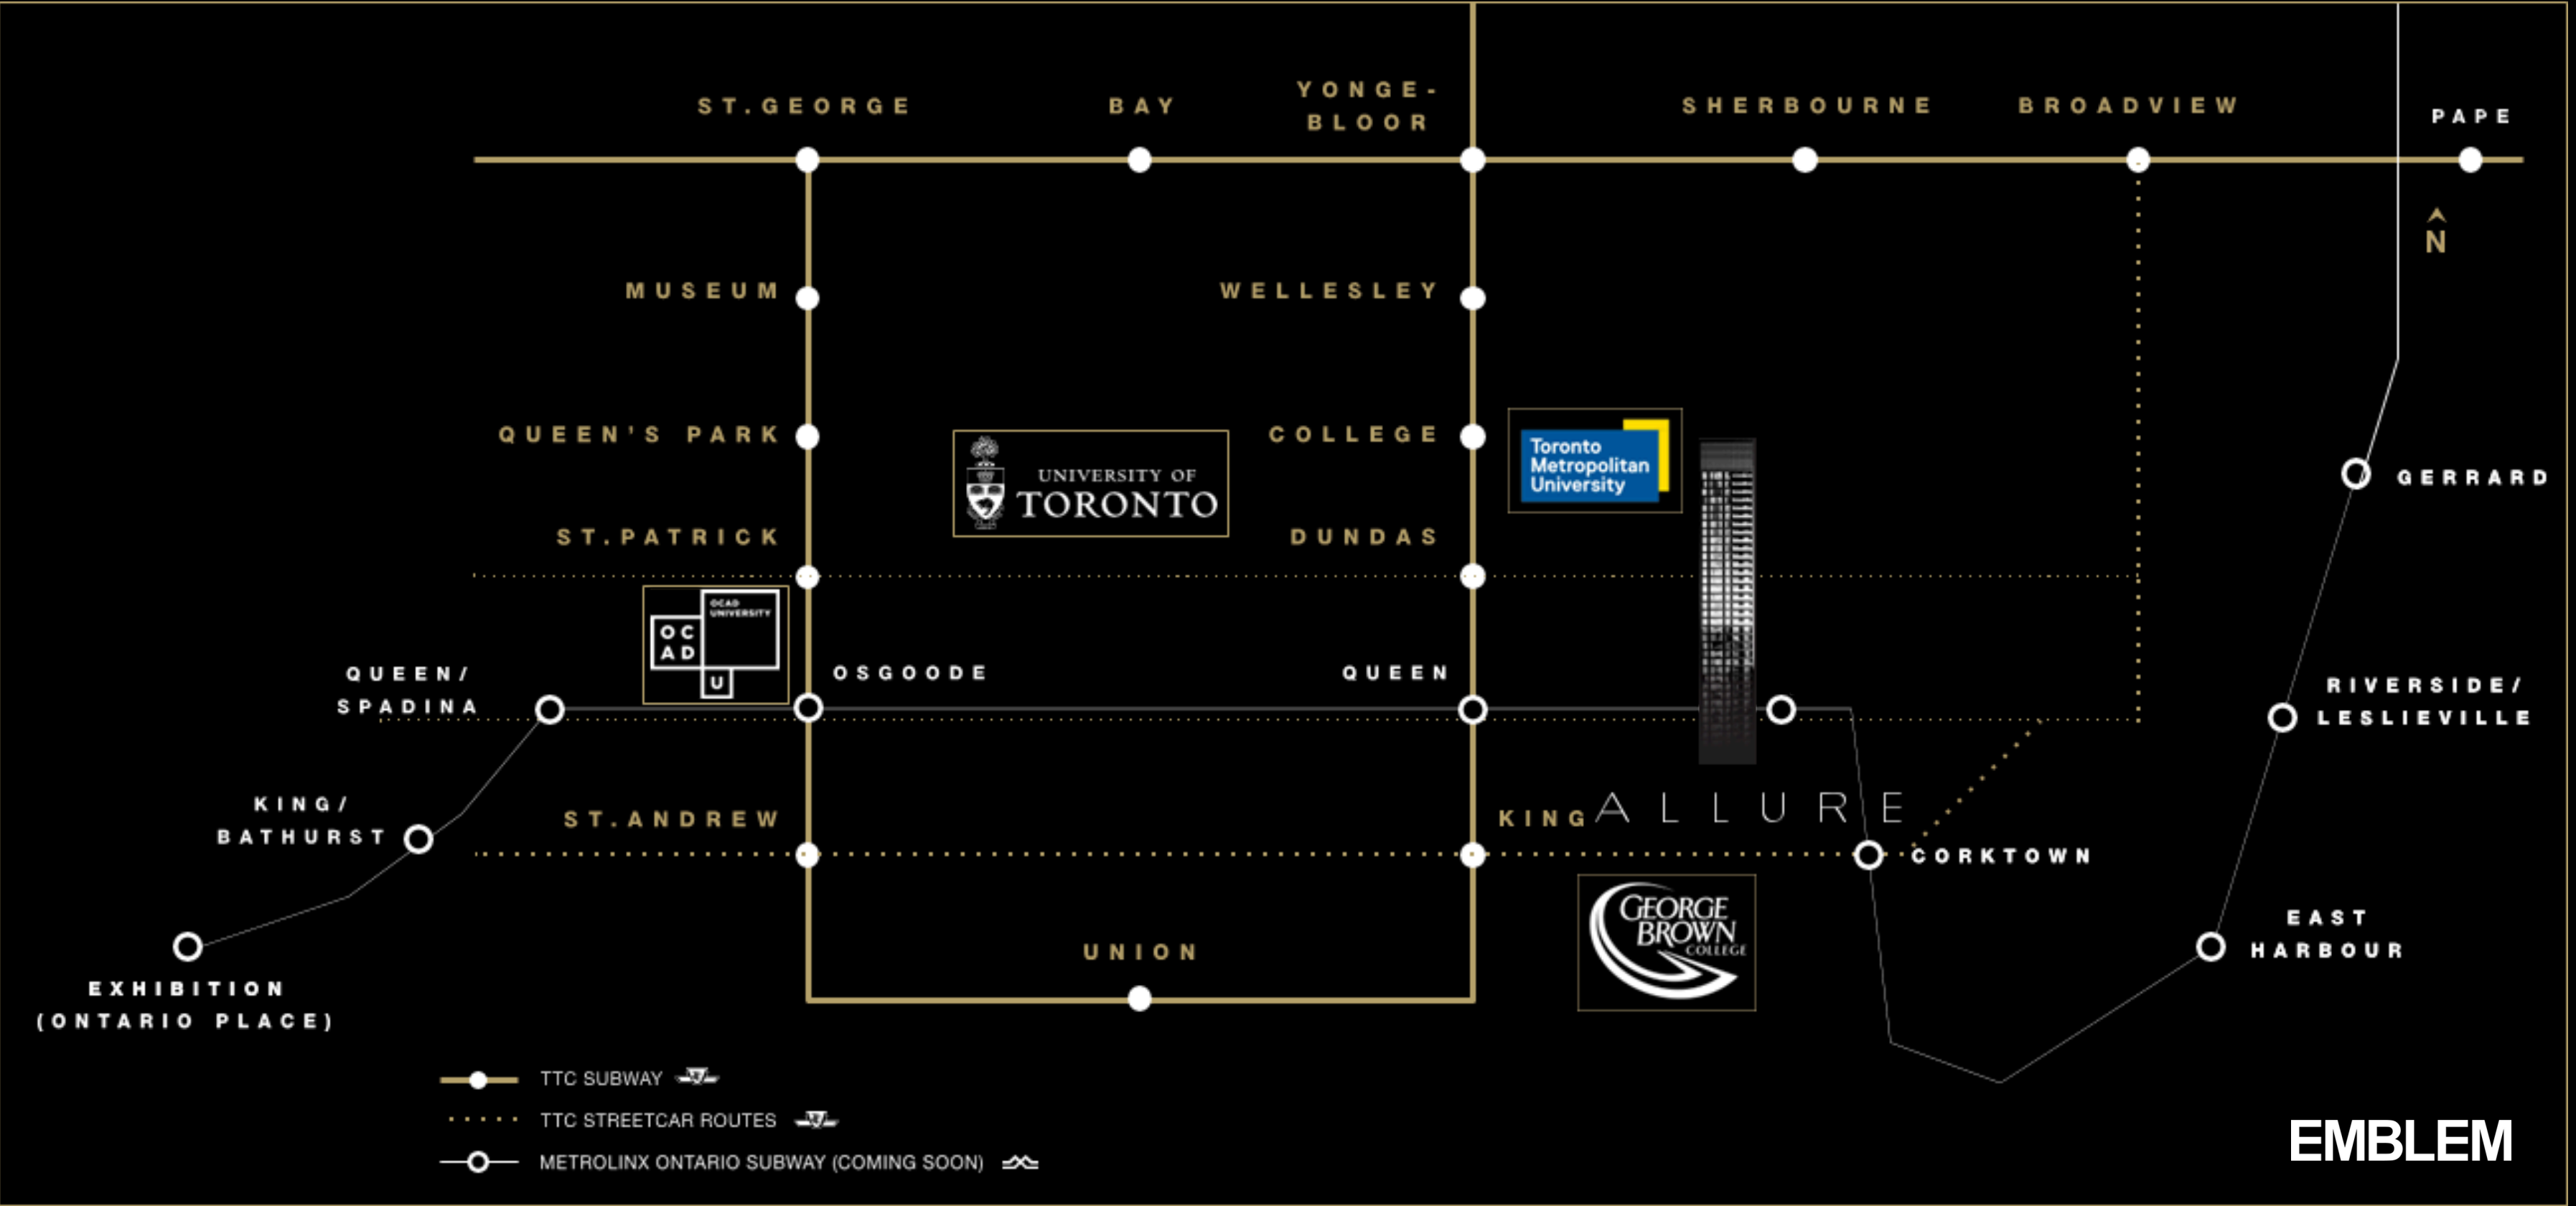 ST.GEORGE
BAY
YONGE-
BLOOR
SHERBOURNE
BROADVIEW
PAPE
N
MUSEUM
WELLESLEY
QUEEN'S PARK
COLLEGE
UNIVERSITY OF
TORONTO
Toronto
Metropolitan
University
GERRARD
ST.PATRICK
DUNDAS
OCAD
UNIVERSITY
OC
AD
U
QUEEN/
SPADINA
OSGOODE
QUEEN
RIVERSIDE/
LESLIEVILLE
KING/
BATHURST
ST.ANDREW
KING
ALLURE
CORKTOWN
GEORGE
BROWN
COLLEGE
EAST
HARBOUR
UNION
EXHIBITION
(ONTARIO PLACE)
TTC SUBWAY
TTC STREETCAR ROUTES
METROLINX ONTARIO SUBWAY (COMING SOON)
EMBLEM